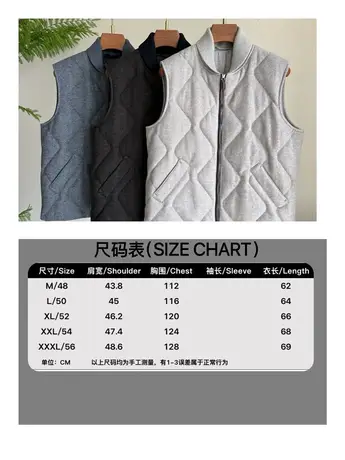 尺码表(SIZE CHART)
尺寸/Size 肩宽/Shoulder 胸围/Chest 袖长/Sleeve 衣长/Length
M/48 43.8 112 62
L/50 45 116 64
XL/52 46.2 120 66
XXL/54 47.4 124 68
XXXL/56 48.6 128 69
单位：CM 以上尺码均为手工测量，有1-3误差属于正常行为